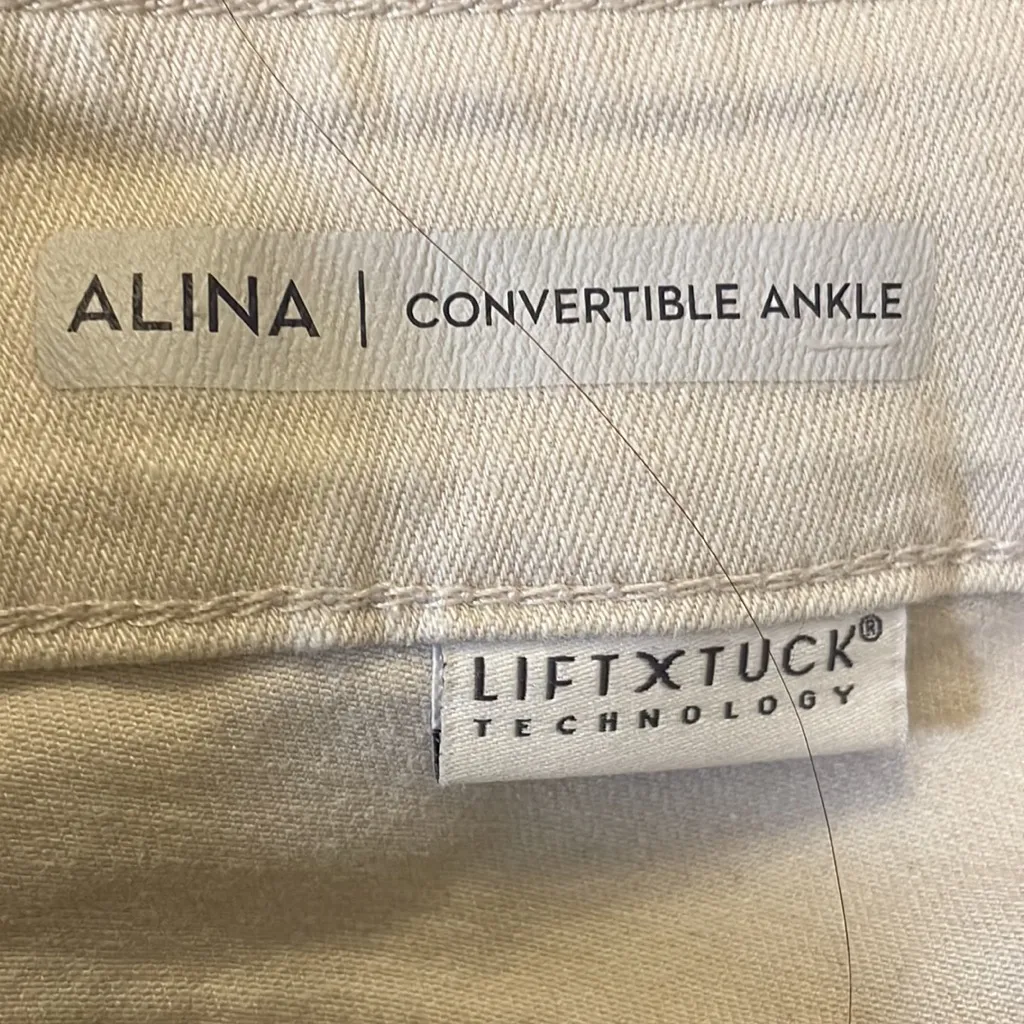 ALINA | CONVERTIBLE ANKLE
LIFTXTUCK®
TECHNOLOGY